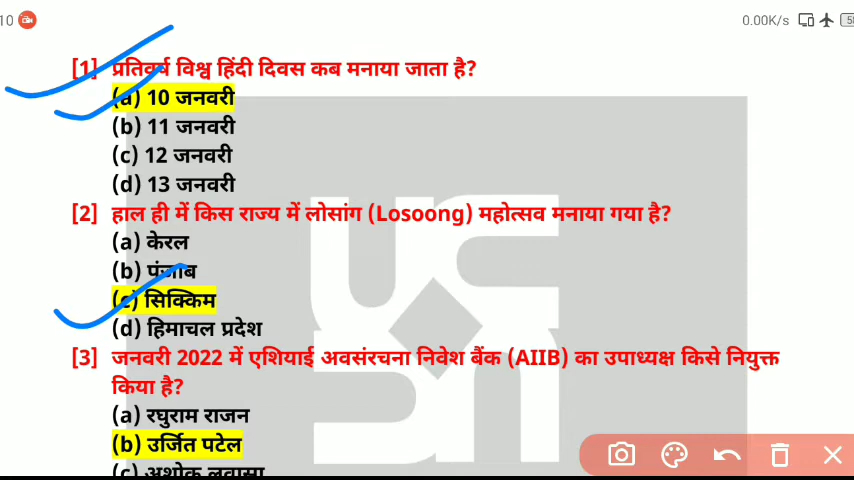 10
0.00K/s
[1] प्रतिवर्ष विश्व हिंदी दिवस कब मनाया जाता है?
(a) 10 जनवरी
(b) 11 जनवरी
(c) 12 जनवरी
(d) 13 जनवरी
[2] हाल ही में किस राज्य में लोसांग (Losoong) महोत्सव मनाया गया है?
(a) केरल
(b) पंजाब
(c) सिक्किम
(d) हिमाचल प्रदेश
[3] जनवरी 2022 में एशियाई अवसंरचना निवेश बैंक (AIIB) का उपाध्यक्ष किसे नियुक्त
किया है?
(a) रघुराम राजन
(b) उर्जित पटेल
(c) अशोक लवासा